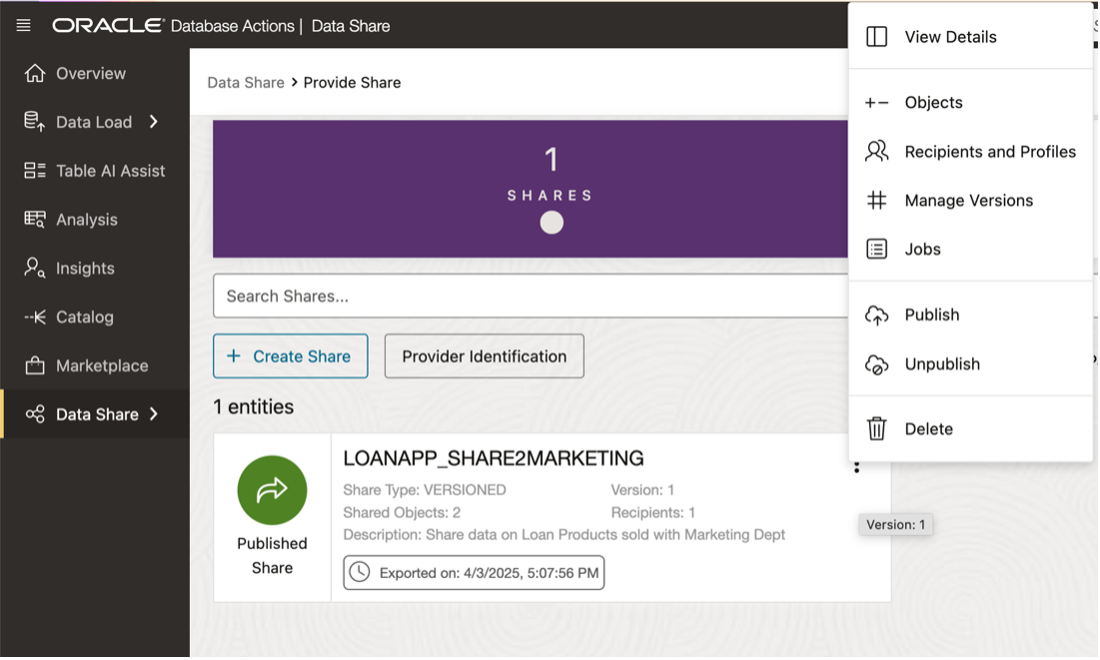 ORACLE Database Actions | Data Share
Overview
Data Load
Table AI Assist
Analysis
Insights
Catalog
Marketplace
Data Share
Data Share > Provide Share
1
SHARES
Search Shares...
+ Create Share
Provider Identification
1 entities
Published
Share
LOANAPP_SHARE2MARKETING
Share Type: VERSIONED
Version: 1
Shared Objects: 2
Recipients: 1
Description: Share data on Loan Products sold with Marketing Dept
Exported on: 4/3/2025, 5:07:56 PM
View Details
Objects
Recipients and Profiles
Manage Versions
Jobs
Publish
Unpublish
Delete
Version: 1